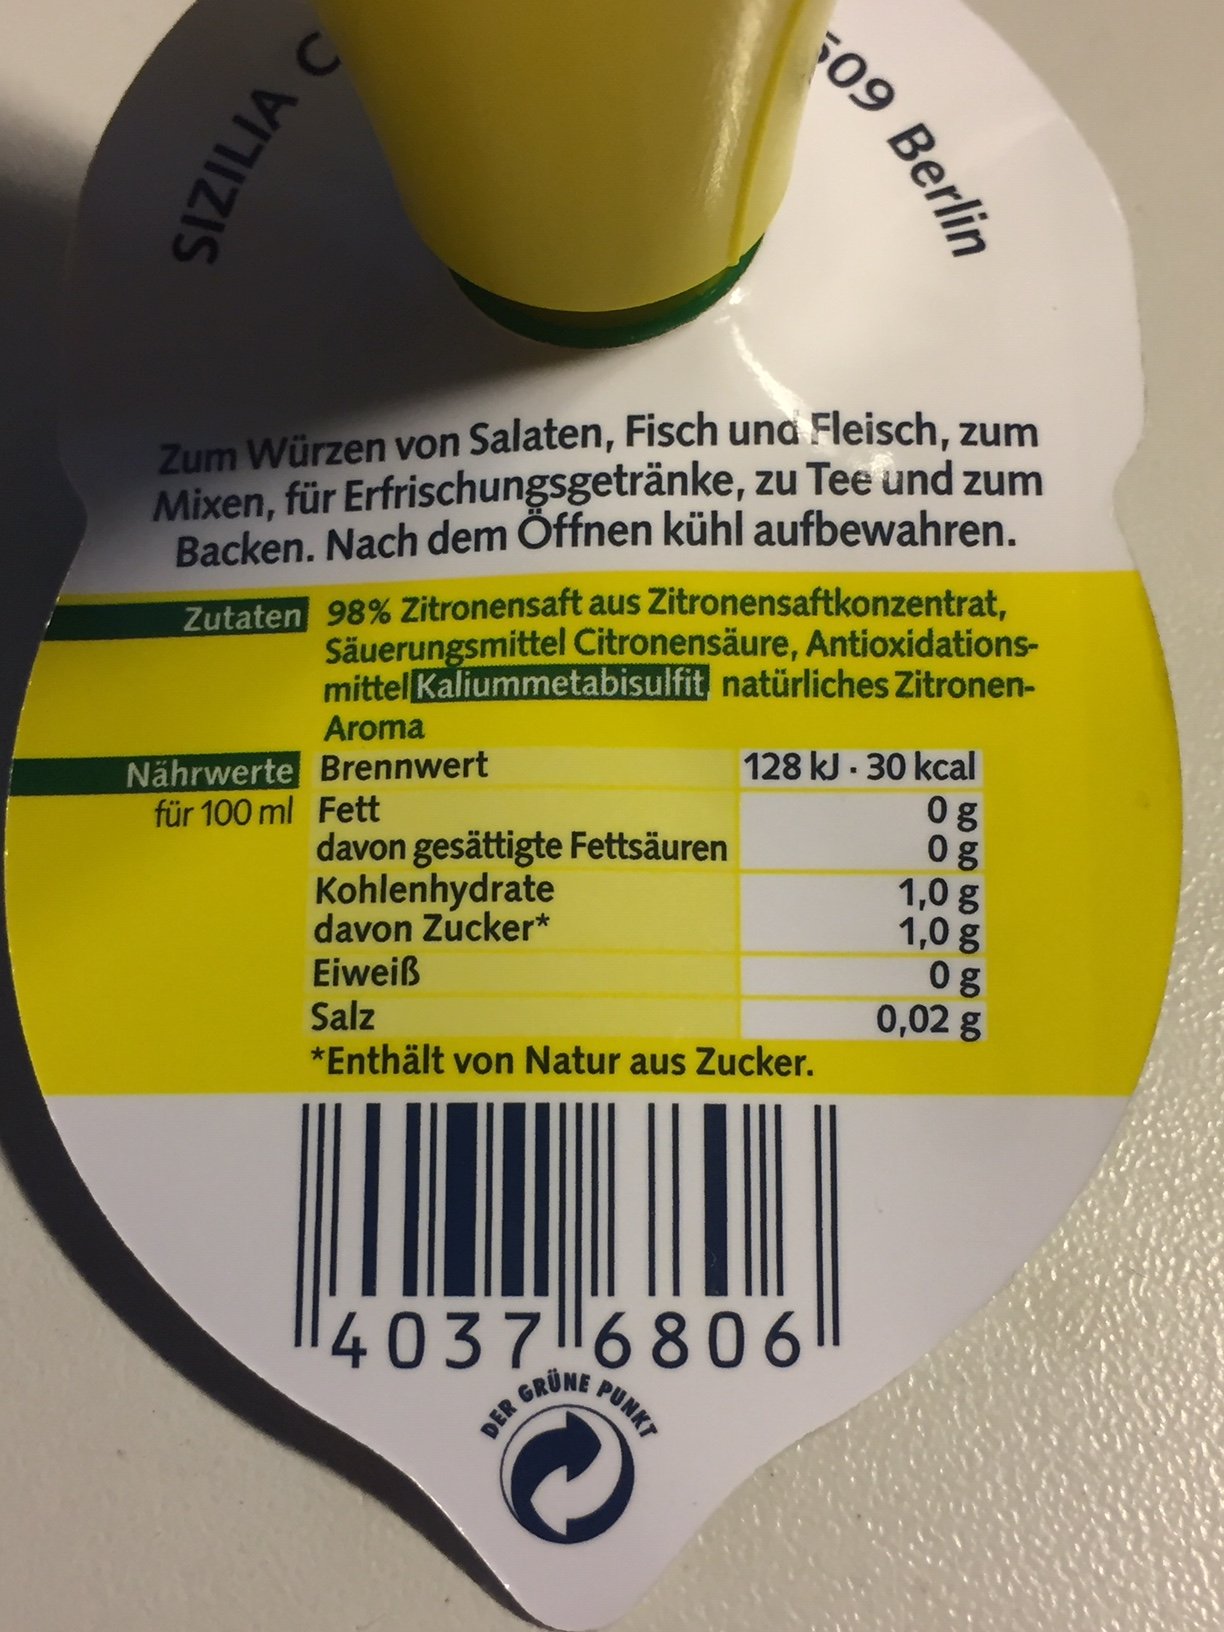 SIZILIA
Berlin
Zum Würzen von Salaten, Fisch und Fleisch, zum
Mixen, für Erfrischungsgetränke, zu Tee und zum
Backen. Nach dem Öffnen kühl aufbewahren.
Zutaten 98% Zitronensaft aus Zitronensaftkonzentrat,
Säuerungsmittel Citronensäure, Antioxidations-
mittel Kaliummetabisulfit natürliches Zitronen-
Aroma
Nährwerte Brennwert 128 kJ · 30 kcal
für 100 ml Fett 0 g
davon gesättigte Fettsäuren 0 g
Kohlenhydrate 1,0 g
davon Zucker* 1,0 g
Eiweiß 0 g
Salz 0,02 g
*Enthält von Natur aus Zucker.
4037 6806
DER GRÜNE PUNKT